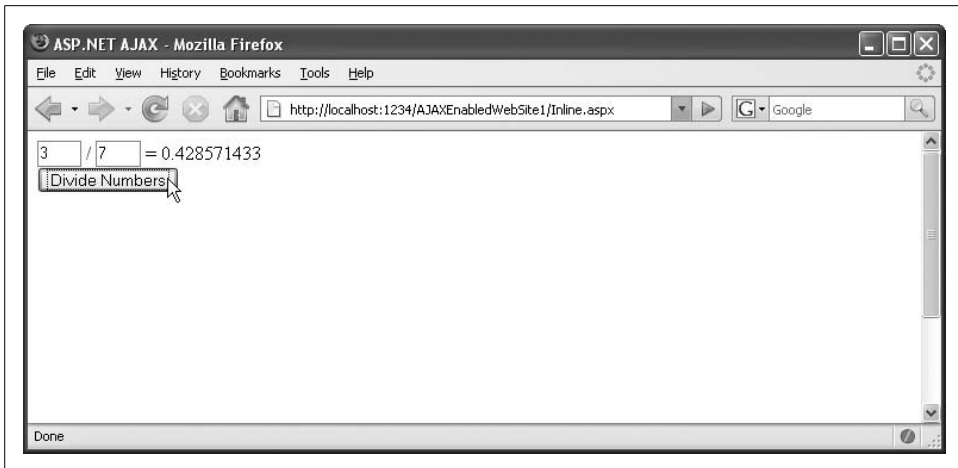 ASP.NET AJAX - Mozilla Firefox
File Edit View History Bookmarks Tools Help
http://localhost:1234/AJAXEnabledWebSite1/Inline.aspx G Google
3 / 7 = 0.428571433
Divide Numbers
Done